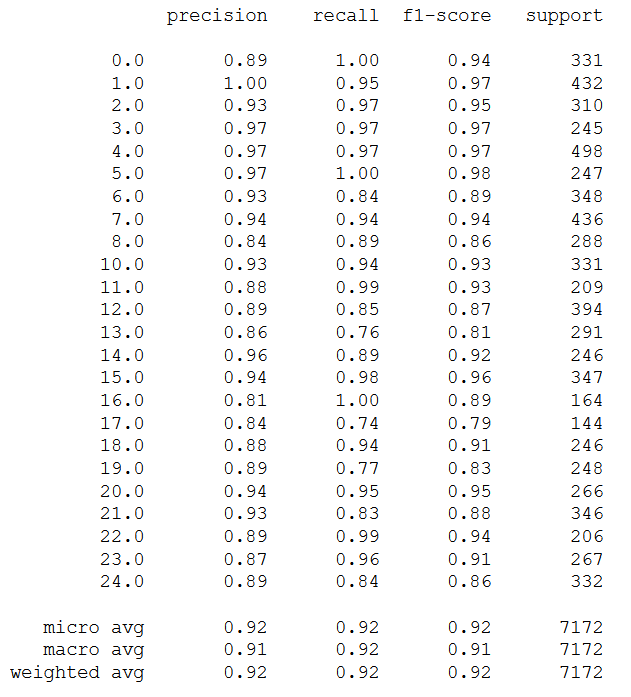 precision recall f1-score support
0.0 0.89 1.00 0.94 331
1.0 1.00 0.95 0.97 432
2.0 0.93 0.97 0.95 310
3.0 0.97 0.97 0.97 245
4.0 0.97 0.97 0.97 498
5.0 0.97 1.00 0.98 247
6.0 0.93 0.84 0.89 348
7.0 0.94 0.94 0.94 436
8.0 0.84 0.89 0.86 288
10.0 0.93 0.94 0.93 331
11.0 0.88 0.99 0.93 209
12.0 0.89 0.85 0.87 394
13.0 0.86 0.76 0.81 291
14.0 0.96 0.89 0.92 246
15.0 0.94 0.98 0.96 347
16.0 0.81 1.00 0.89 164
17.0 0.84 0.74 0.79 144
18.0 0.88 0.94 0.91 246
19.0 0.89 0.77 0.83 248
20.0 0.94 0.95 0.95 266
21.0 0.93 0.83 0.88 346
22.0 0.89 0.99 0.94 206
23.0 0.87 0.96 0.91 267
24.0 0.89 0.84 0.86 332
micro avg 0.92 0.92 0.92 7172
macro avg 0.91 0.92 0.91 7172
weighted avg 0.92 0.92 0.92 7172